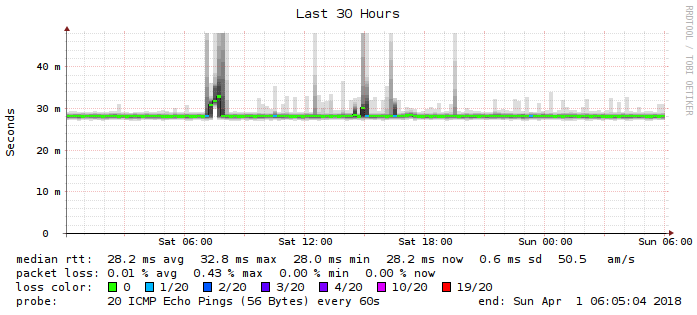 Last 30 Hours
RRDTOOL / TOBI OETIKER
Seconds
40 m
30 m
20 m
10 m
0
Sat 06:00 Sat 12:00 Sat 18:00 Sun 00:00 Sun 06:00
median rtt: 28.2 ms avg 32.8 ms max 28.0 ms min 28.2 ms now 0.6 ms sd 50.5 am/s
packet loss: 0.01 % avg 0.43 % max 0.00 % min 0.00 % now
loss color: 0 1/20 2/20 3/20 4/20 10/20 19/20
probe: 20 ICMP Echo Pings (56 Bytes) every 60s end: Sun Apr 1 06:05:04 2018